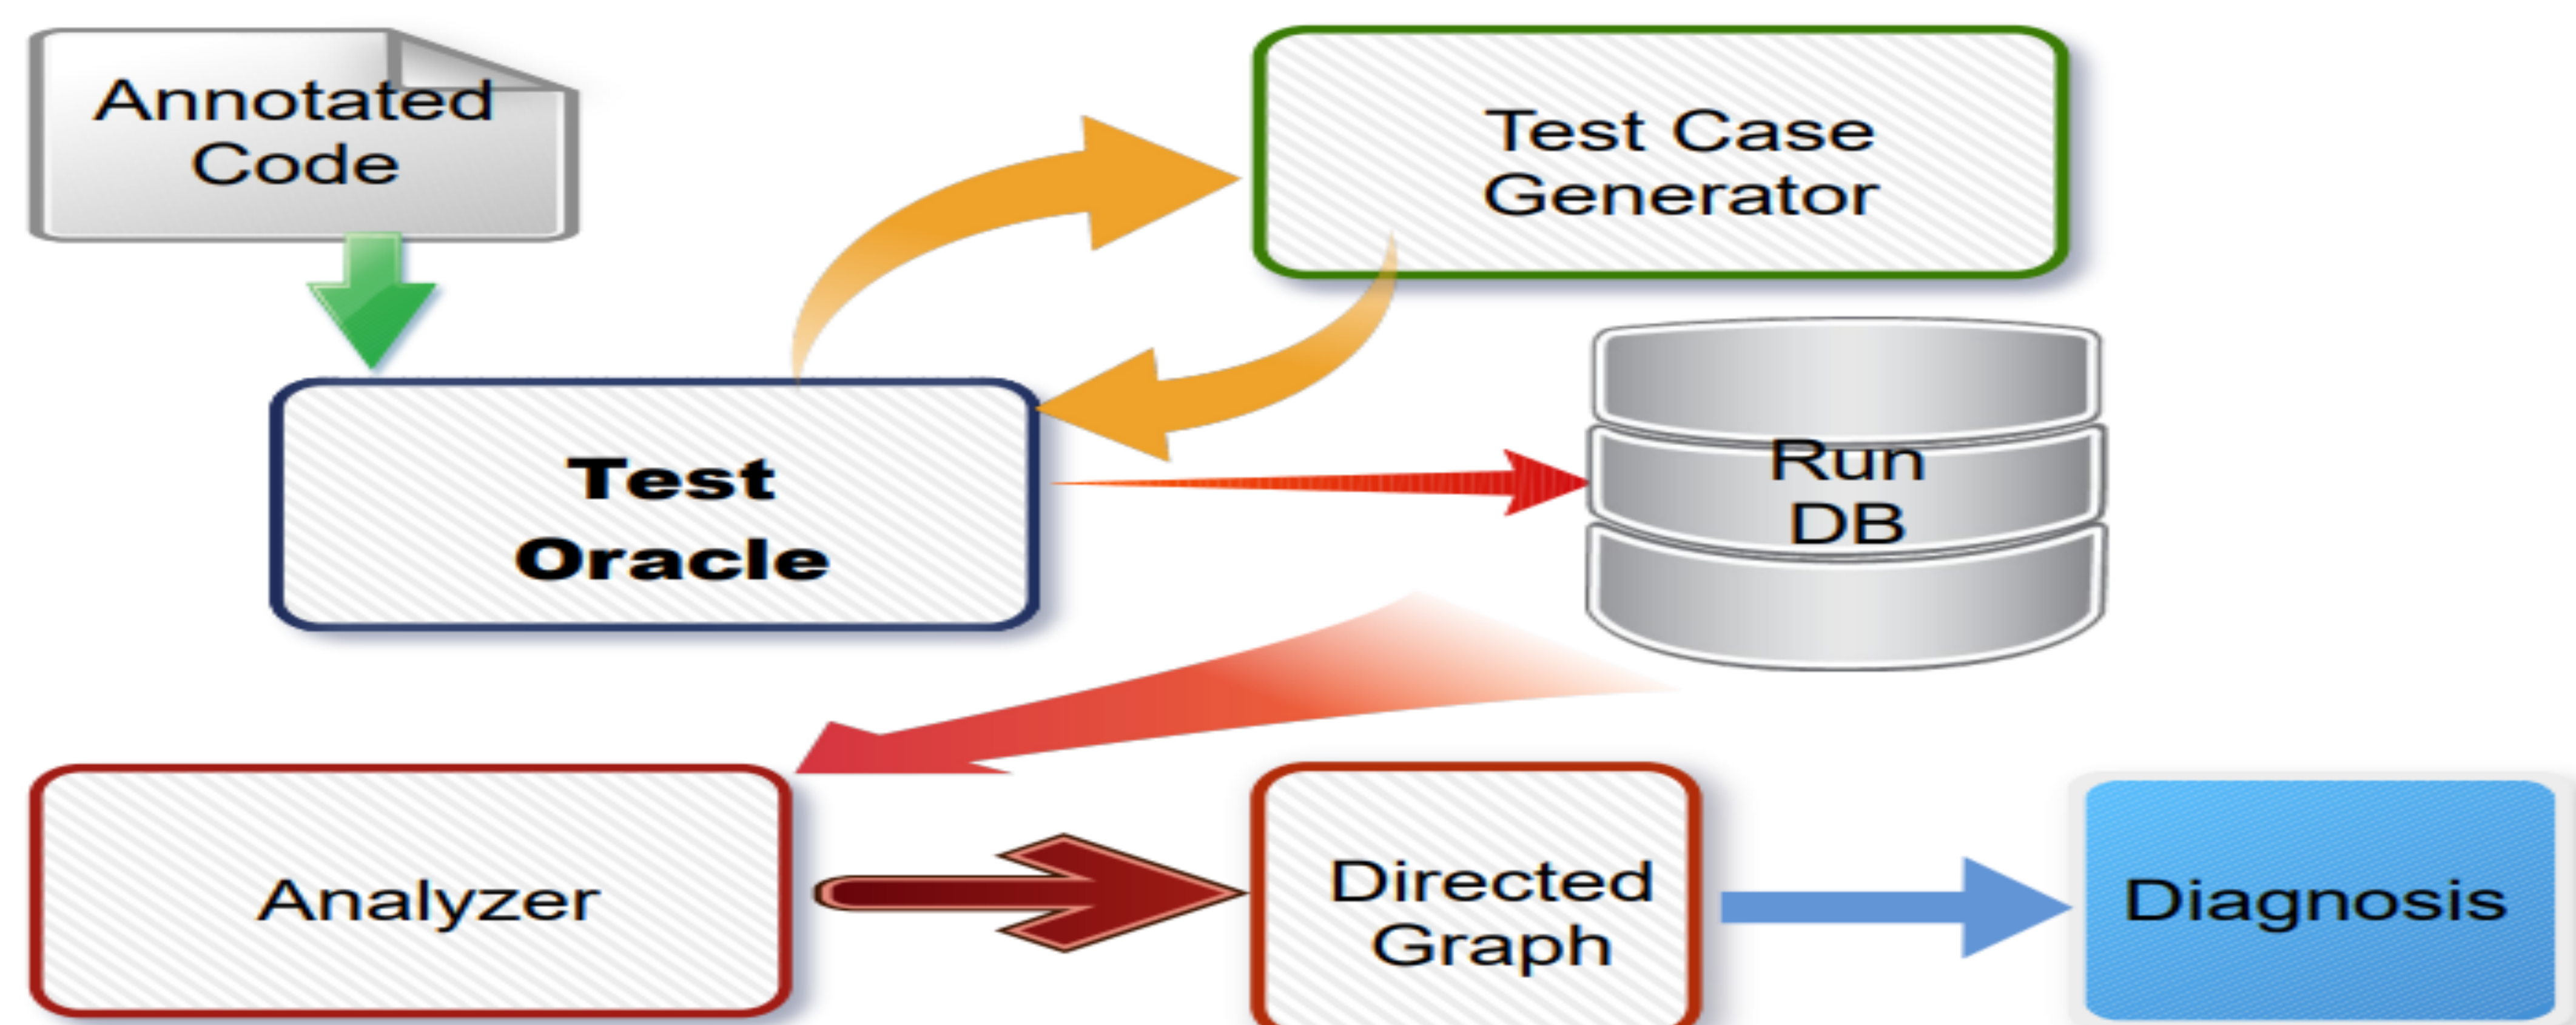 Annotated
Code
Test Case
Generator
Test
Oracle
Run
DB
Analyzer
Directed
Graph
Diagnosis